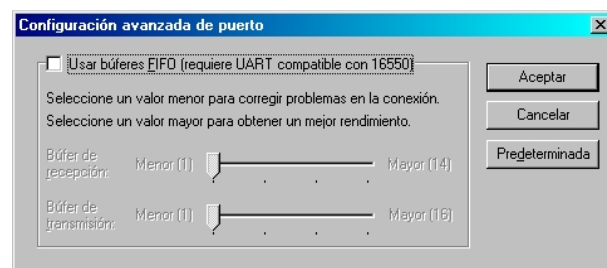 Configuración avanzada de puerto
Usar búferes FIFO (requiere UART compatible con 16550)
Seleccione un valor menor para corregir problemas en la conexión.
Seleccione un valor mayor para obtener un mejor rendimiento.
Búfer de
recepción:
Menor (1)
Mayor (14)
Búfer de
transmisión:
Menor (1)
Mayor (16)
Aceptar
Cancelar
Predeterminada